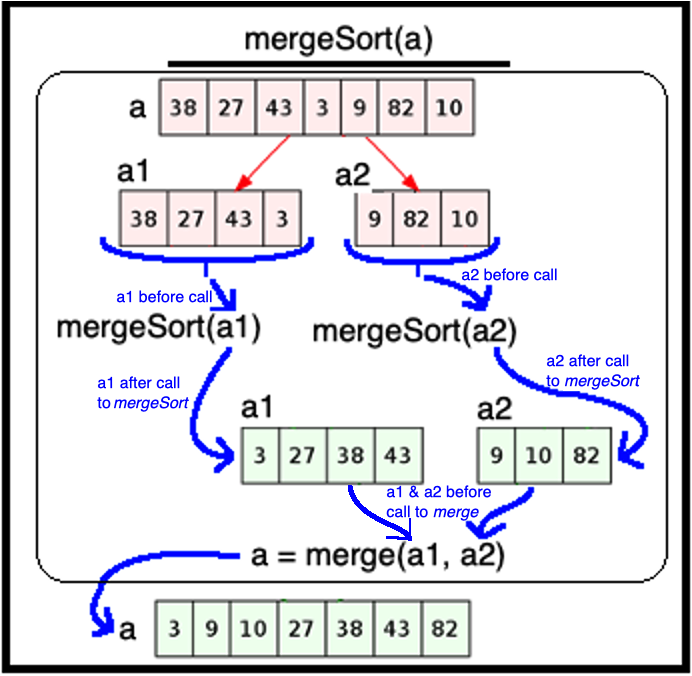 mergeSort(a)
a 38 27 43 3 9 82 10
a1 a2
38 27 43 3 9 82 10
a1 before call a2 before call
mergeSort(a1) mergeSort(a2)
a1 after call
to mergeSort
a2 after call
to mergeSort
a1 a2
3 27 38 43 9 10 82
a1 & a2 before
call to merge
a = merge(a1, a2)
a 3 9 10 27 38 43 82